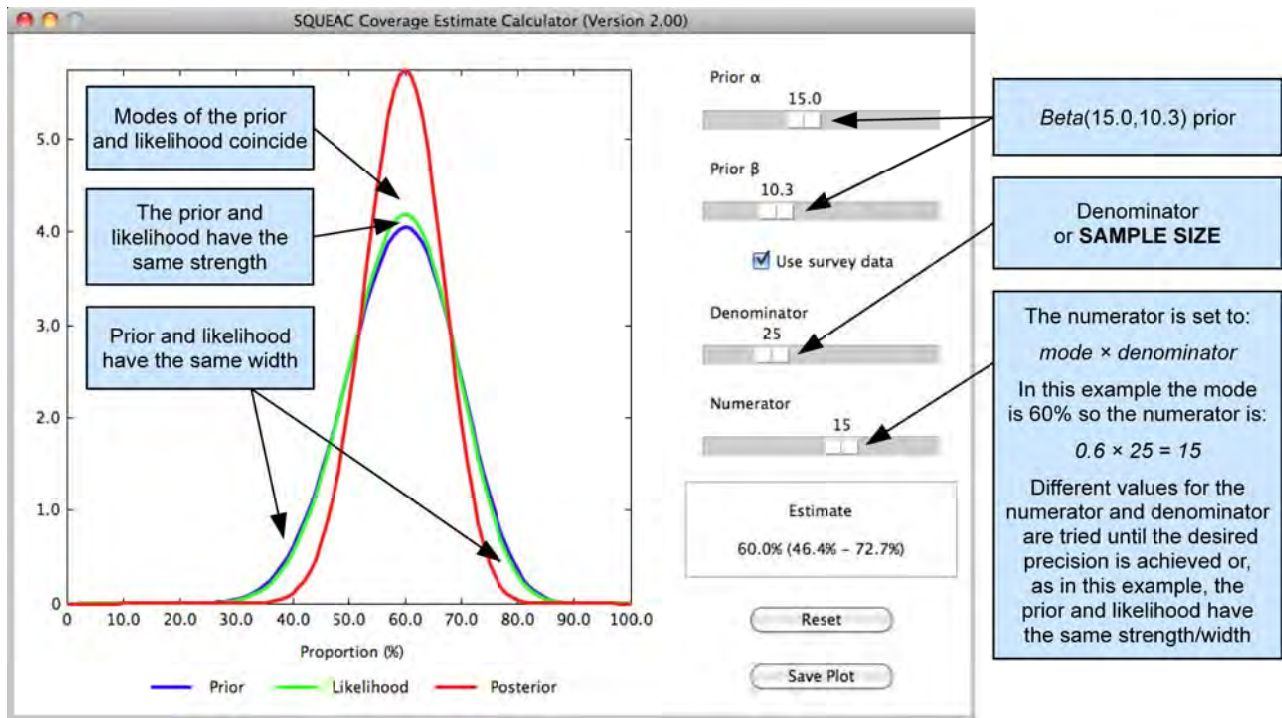 SQUEAC Coverage Estimate Calculator (Version 2.00)
Modes of the prior
and likelihood coincide
The prior and
likelihood have the
same strength
Prior and likelihood
have the same width
5.0
4.0
3.0
2.0
1.0
0
0 10.0 20.0 30.0 40.0 50.0 60.0 70.0 80.0 90.0 100.0
Proportion (%)
Prior Likelihood Posterior
Prior α
15.0
Prior β
10.3
Use survey data
Denominator
25
Numerator
15
Estimate
60.0% (46.4% – 72.7%)
Reset
Save Plot
Beta(15.0,10.3) prior
Denominator
or SAMPLE SIZE
The numerator is set to:
mode × denominator
In this example the mode
is 60% so the numerator is:
0.6 × 25 = 15
Different values for the
numerator and denominator
are tried until the desired
precision is achieved or,
as in this example, the
prior and likelihood have
the same strength/width